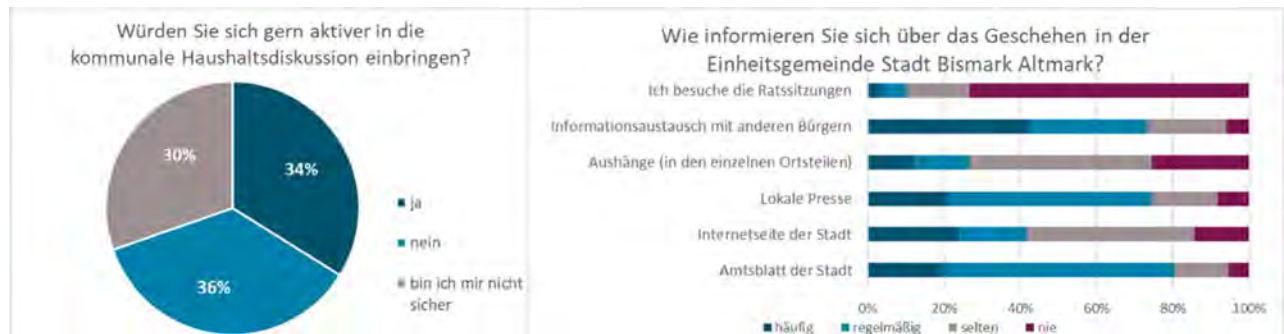 Würden Sie sich gern aktiver in die
kommunale Haushaltsdiskussion einbringen?
30%
34%
36%
ja
nein
bin ich mir nicht
sicher
Wie informieren Sie sich über das Geschehen in der
Einheitsgemeinde Stadt Bismark Altmark?
Ich besuche die Ratssitzungen
Informationsaustausch mit anderen Bürgern
Aushänge (in den einzelnen Ortsteilen)
Lokale Presse
Internetseite der Stadt
Amtsblatt der Stadt
0% 20% 40% 60% 80% 100%
häufig regelmäßig selten nie